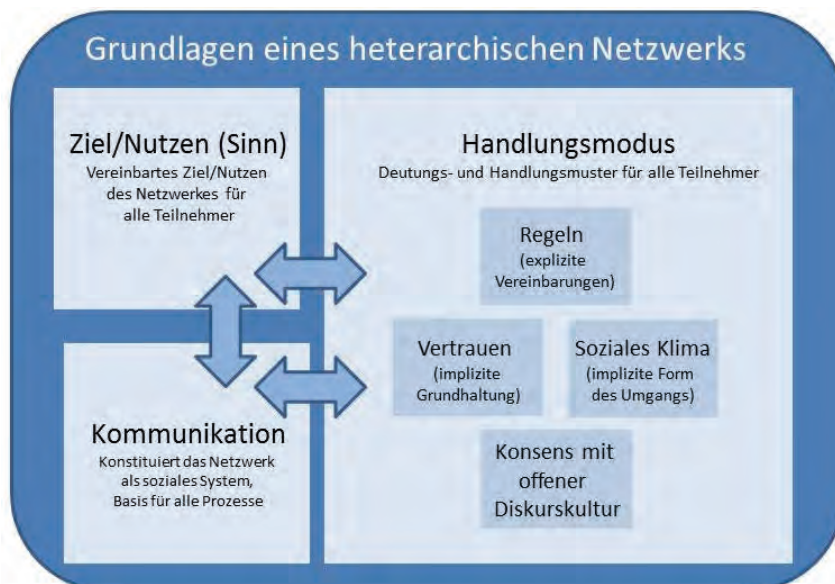 Grundlagen eines heterarchischen Netzwerks
Ziel/Nutzen (Sinn)
Vereinbartes Ziel/Nutzen
des Netzwerkes für
alle Teilnehmer
Kommunikation
Konstituiert das Netzwerk
als soziales System,
Basis für alle Prozesse
Handlungsmodus
Deutungs- und Handlungsmuster für alle Teilnehmer
Regeln
(explizite
Vereinbarungen)
Vertrauen
(implizite
Grundhaltung)
Soziales Klima
(implizite Form
des Umgangs)
Konsens mit
offener
Diskurskultur